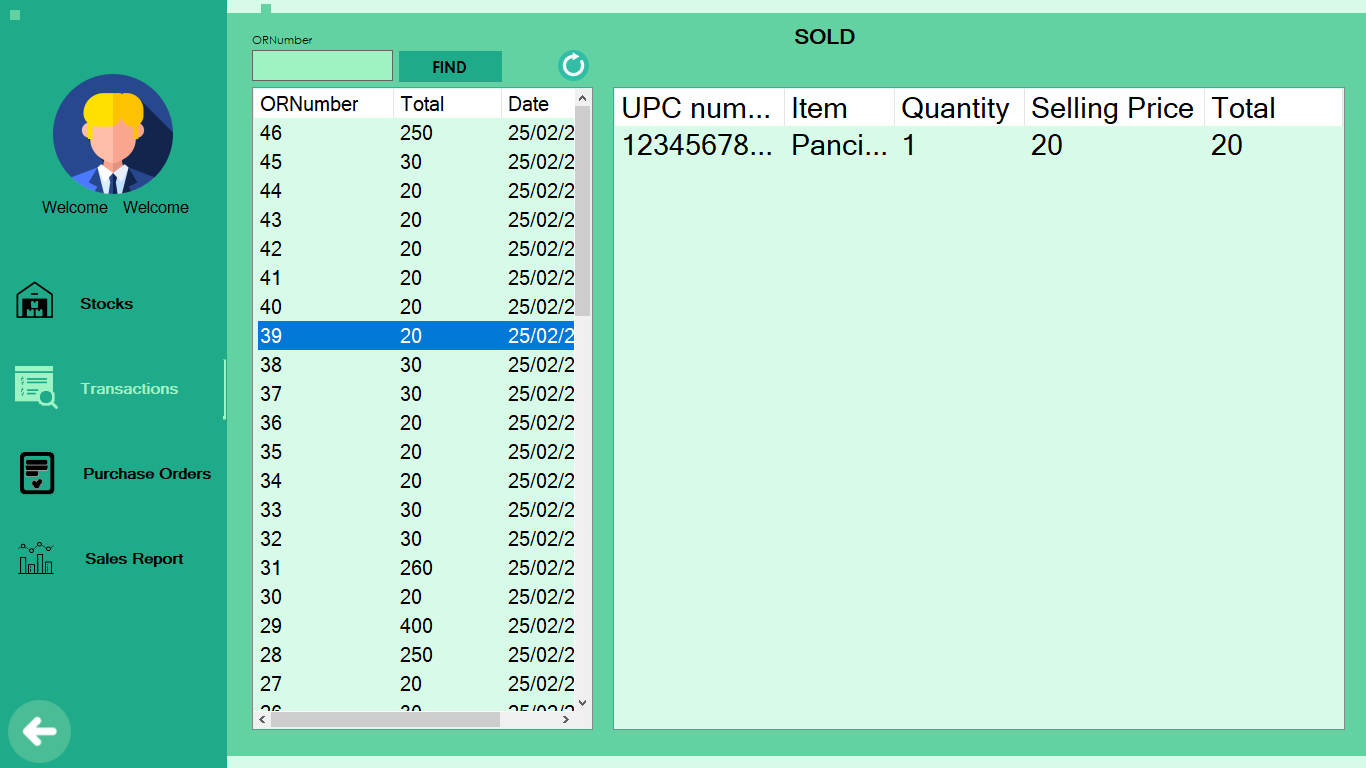 Welcome Welcome
Stocks
Transactions
Purchase Orders
Sales Report
SOLD
ORNumber
FIND
ORNumber Total Date
46 250 25/02/2
45 30 25/02/2
44 20 25/02/2
43 20 25/02/2
42 20 25/02/2
41 20 25/02/2
40 20 25/02/2
39 20 25/02/2
38 30 25/02/2
37 30 25/02/2
36 20 25/02/2
35 20 25/02/2
34 20 25/02/2
33 30 25/02/2
32 30 25/02/2
31 260 25/02/2
30 20 25/02/2
29 400 25/02/2
28 250 25/02/2
27 20 25/02/2
UPC num... Item Quantity Selling Price Total
12345678... Panci... 1 20 20